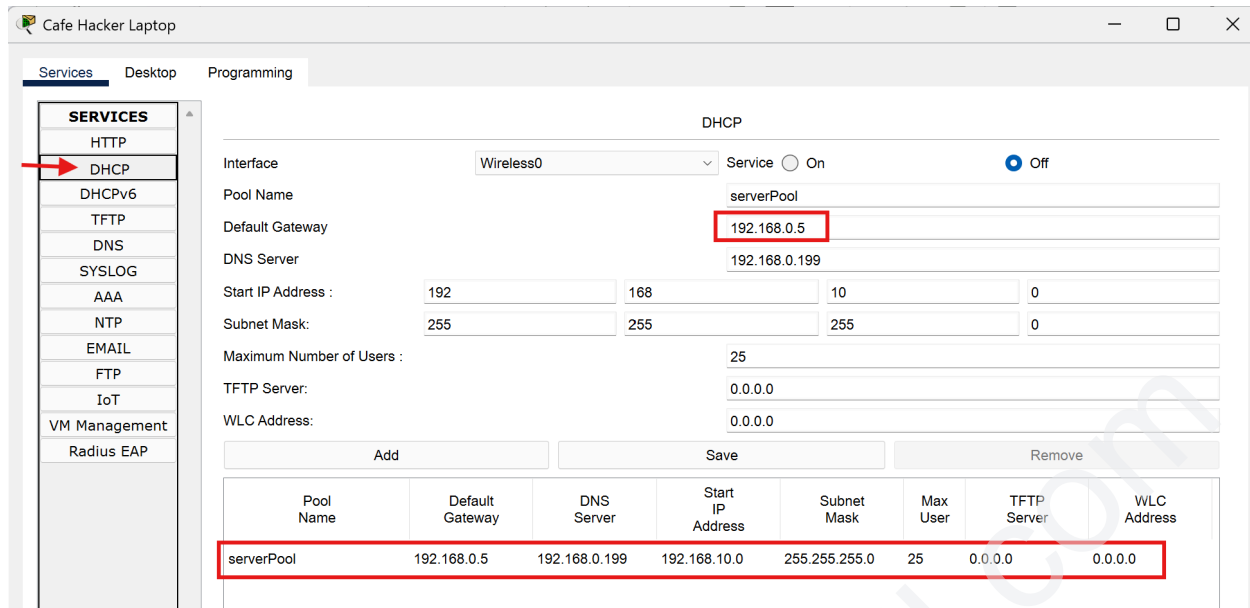 Cafe Hacker Laptop
Services Desktop Programming
SERVICES
HTTP
DHCP
DHCPv6
TFTP
DNS
SYSLOG
AAA
NTP
EMAIL
FTP
IoT
VM Management
Radius EAP
DHCP
Interface Wireless0 Service On Off
Pool Name serverPool
Default Gateway 192.168.0.5
DNS Server 192.168.0.199
Start IP Address : 192 168 10 0
Subnet Mask: 255 255 255 0
Maximum Number of Users : 25
TFTP Server: 0.0.0.0
WLC Address: 0.0.0.0
Add Save Remove
Pool Name Default Gateway DNS Server Start IP Address Subnet Mask Max User TFTP Server WLC Address
serverPool 192.168.0.5 192.168.0.199 192.168.10.0 255.255.255.0 25 0.0.0.0 0.0.0.0
com